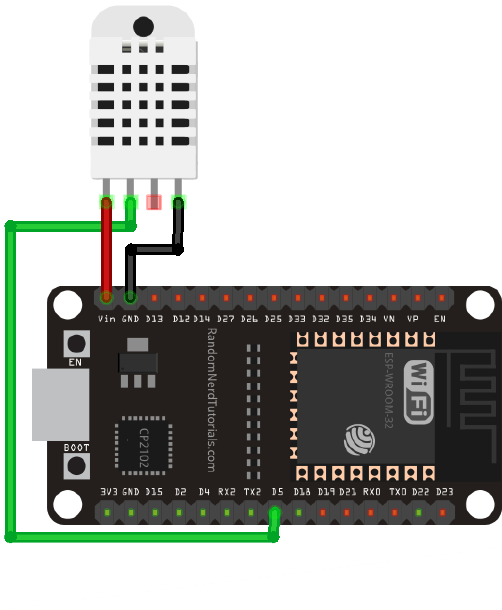 Vin GND D13 D12 D14 D27 D26 D25 D33 D32 D35 D34 VN VP EN
EN
RandomNerdTutorials.com
ESP-WROOM-32
WiFi
CP2102
BOOT
3V3 GND D15 D2 D4 RX2 TX2 D5 D18 D19 D21 RX0 TX0 D22 D23